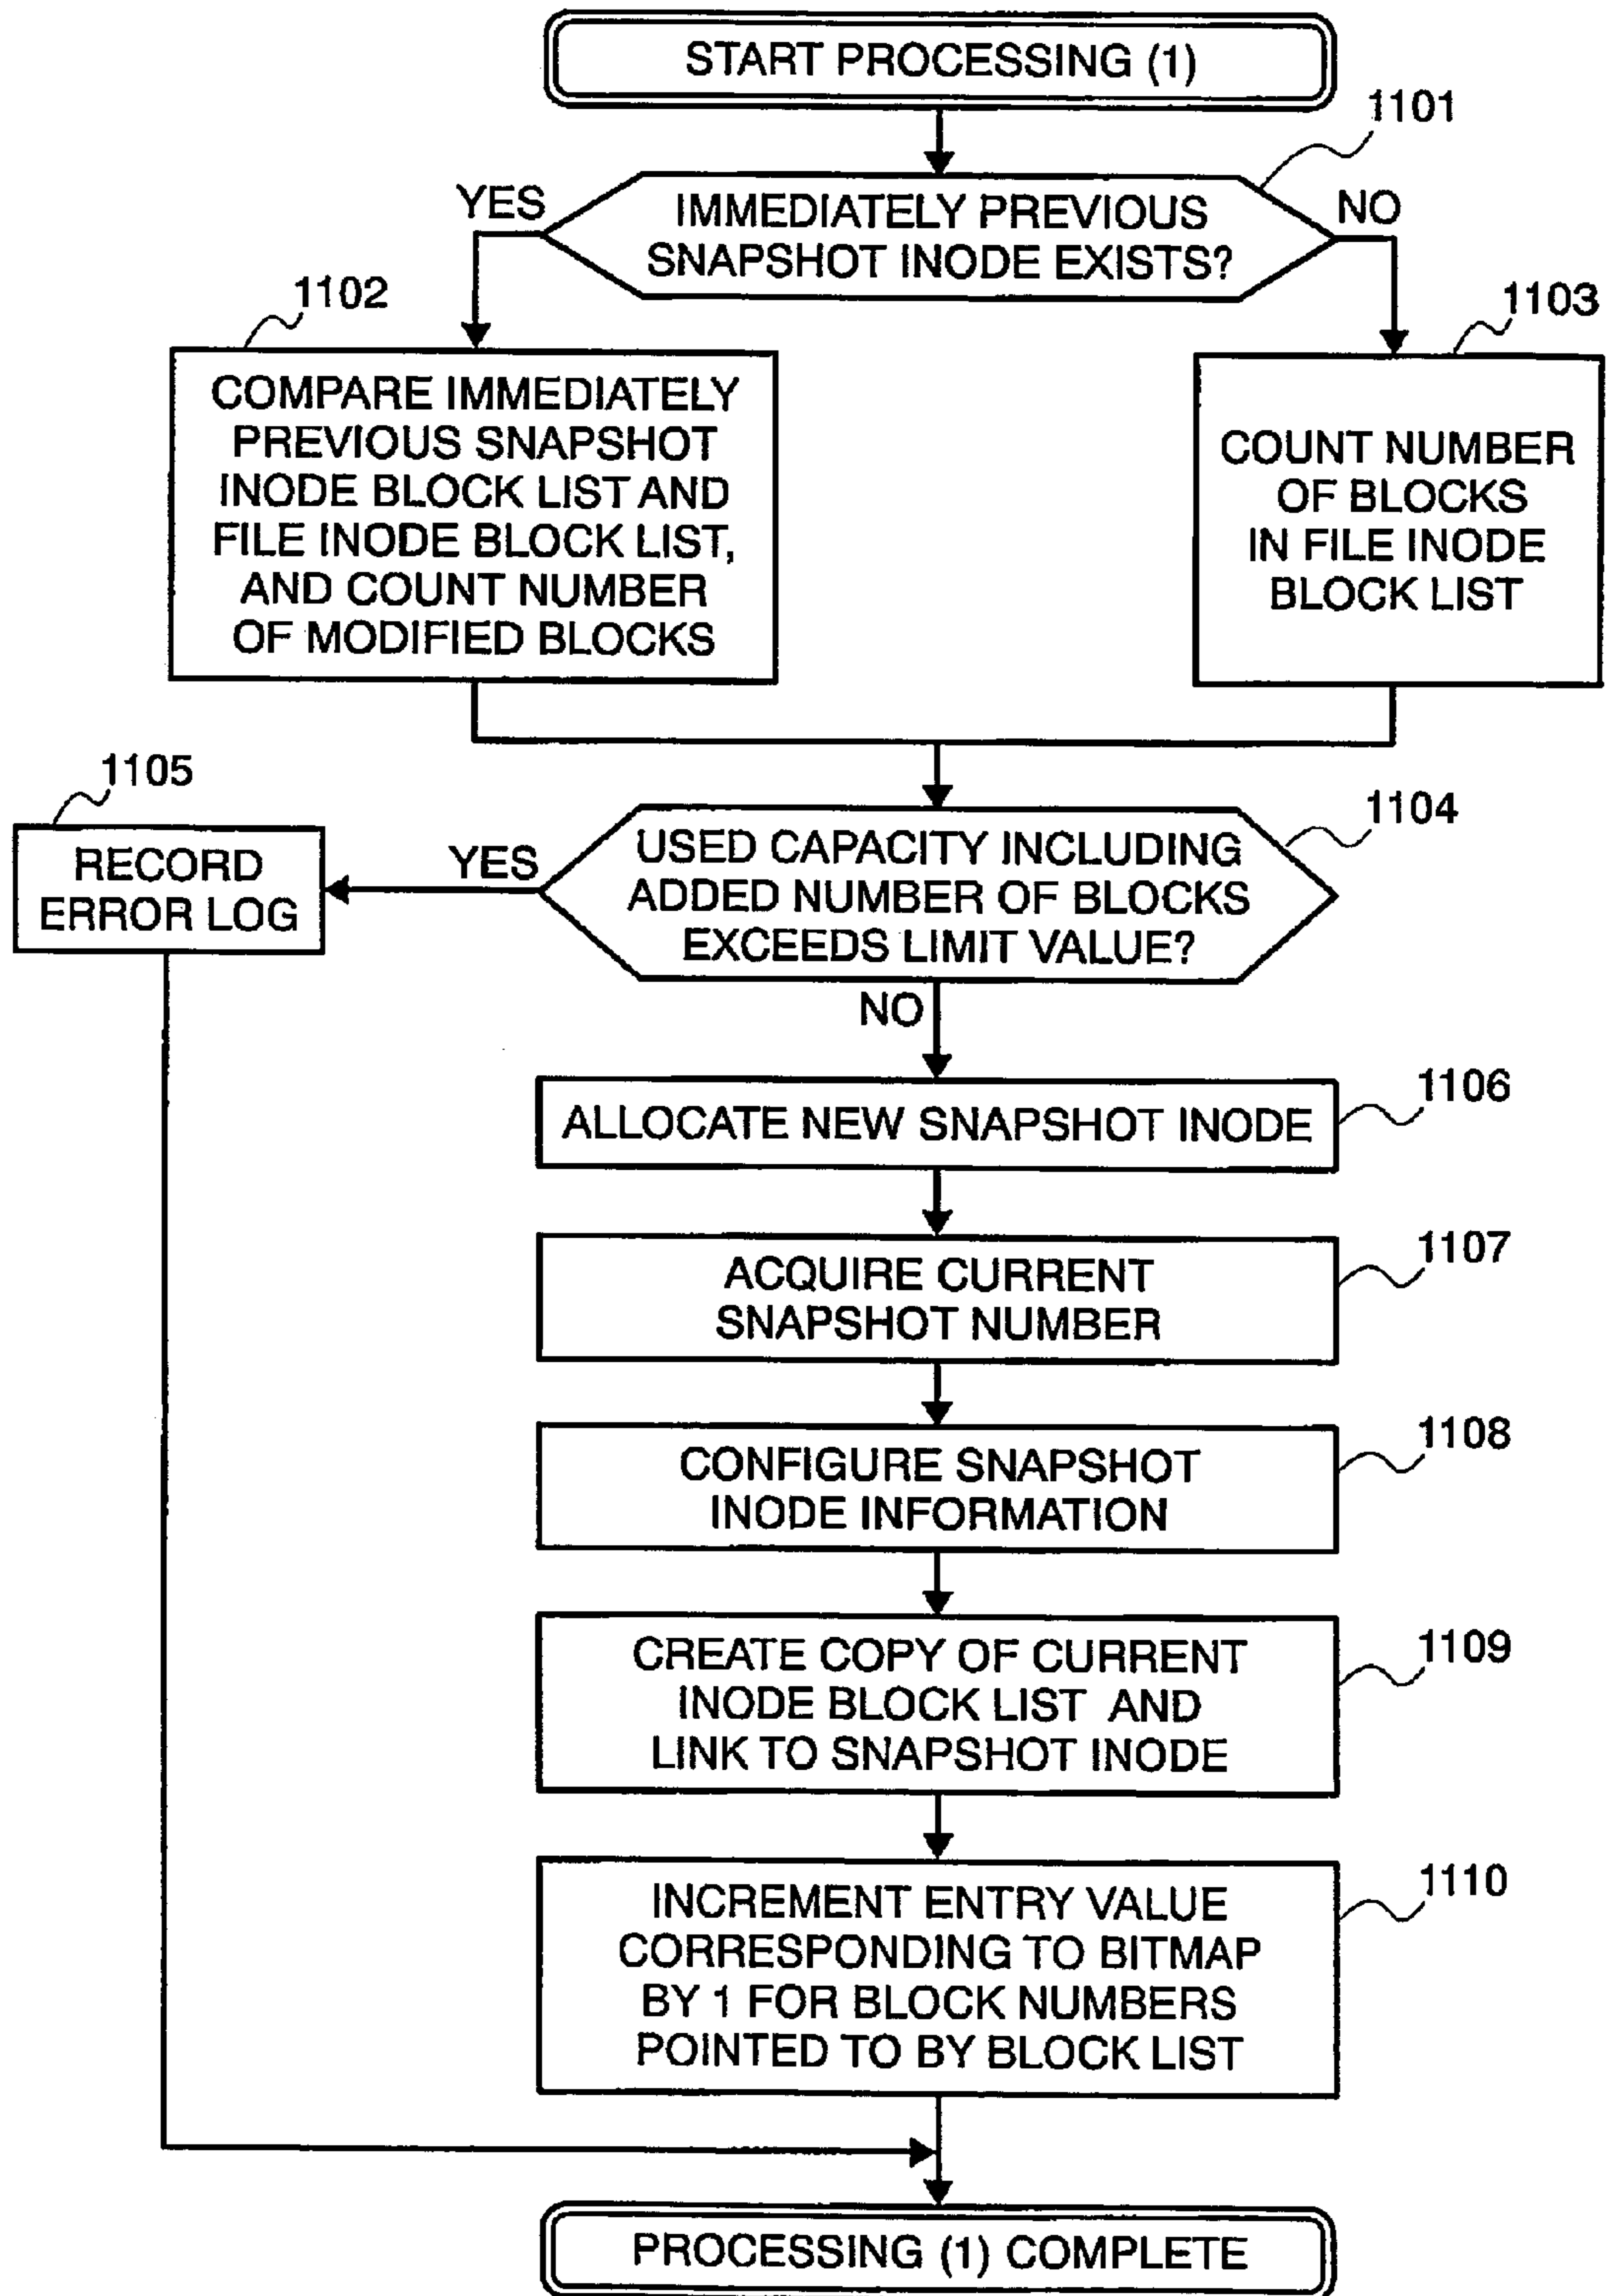 START PROCESSING (1)
1101
YES
IMMEDIATELY PREVIOUS
SNAPSHOT INODE EXISTS?
NO
1102
COMPARE IMMEDIATELY
PREVIOUS SNAPSHOT
INODE BLOCK LIST AND
FILE INODE BLOCK LIST,
AND COUNT NUMBER
OF MODIFIED BLOCKS
1103
COUNT NUMBER
OF BLOCKS
IN FILE INODE
BLOCK LIST
1104
USED CAPACITY INCLUDING
ADDED NUMBER OF BLOCKS
EXCEEDS LIMIT VALUE?
YES
1105
RECORD
ERROR LOG
NO
1106
ALLOCATE NEW SNAPSHOT INODE
1107
ACQUIRE CURRENT
SNAPSHOT NUMBER
1108
CONFIGURE SNAPSHOT
INODE INFORMATION
1109
CREATE COPY OF CURRENT
INODE BLOCK LIST AND
LINK TO SNAPSHOT INODE
1110
INCREMENT ENTRY VALUE
CORRESPONDING TO BITMAP
BY 1 FOR BLOCK NUMBERS
POINTED TO BY BLOCK LIST
PROCESSING (1) COMPLETE